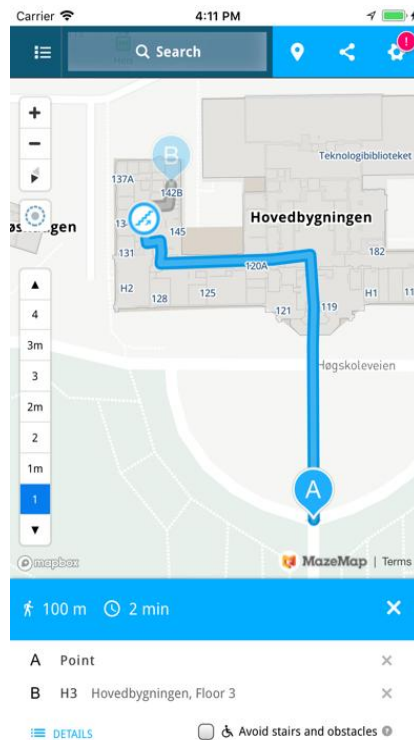 Carrier 4:11 PM
Search
Teknologibiblioteket
137A
B
142B
gen
Hovedbygningen
145
131
182
120A
H2
128
125
H1
11
121
119
4
3m
3
2m
2
1m
1
Høgskoleveien
A
mapbox
MazeMap | Terms
100 m 2 min
A Point
B H3 Hovedbygningen, Floor 3
DETAILS Avoid stairs and obstacles